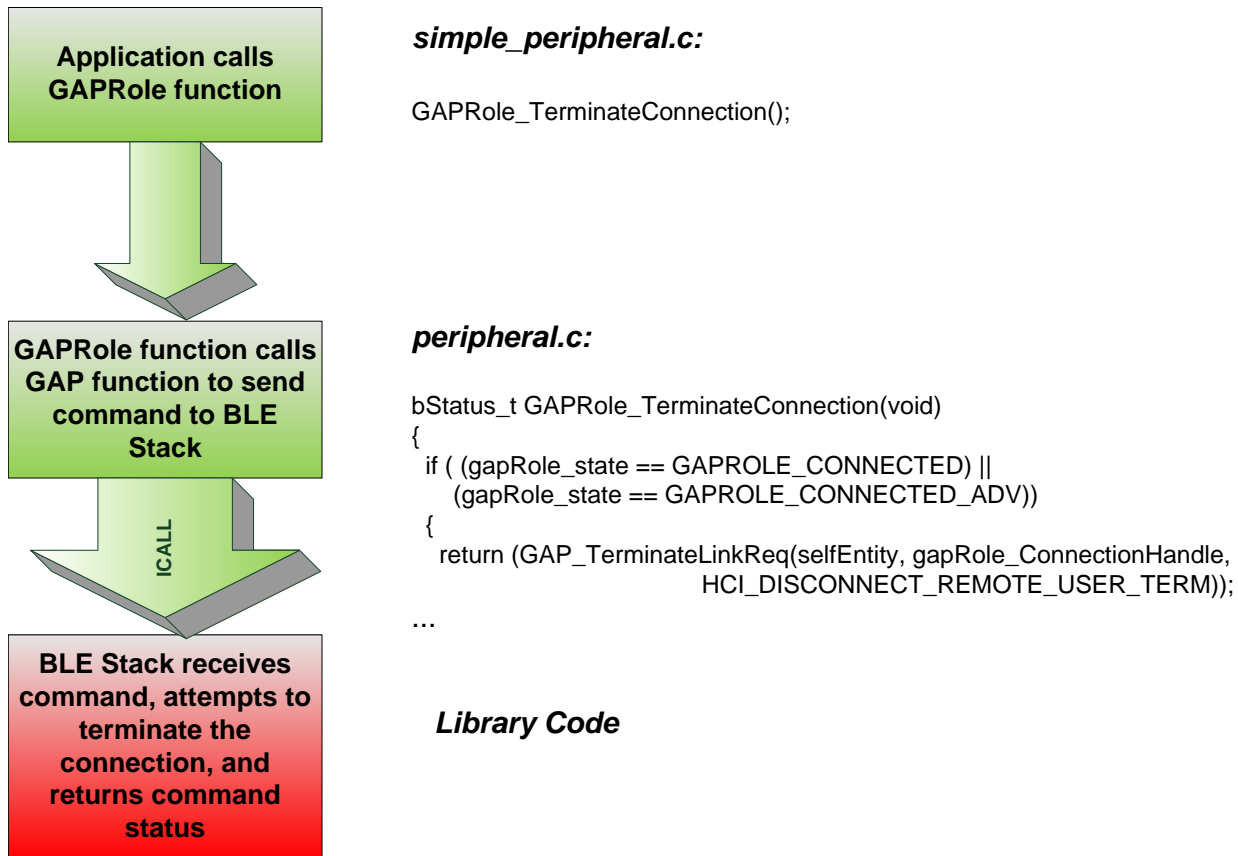 Application calls
GAPRole function
simple_peripheral.c:
GAPRole_TerminateConnection();
GAPRole function calls
GAP function to send
command to BLE
Stack
peripheral.c:
bStatus_t GAPRole_TerminateConnection(void)
{
if ( (gapRole_state == GAPROLE_CONNECTED) ||
(gapRole_state == GAPROLE_CONNECTED_ADV))
{
return (GAP_TerminateLinkReq(selfEntity, gapRole_ConnectionHandle,
HCI_DISCONNECT_REMOTE_USER_TERM));
...
ICALL
BLE Stack receives
command, attempts to
terminate the
connection, and
returns command
status
Library Code